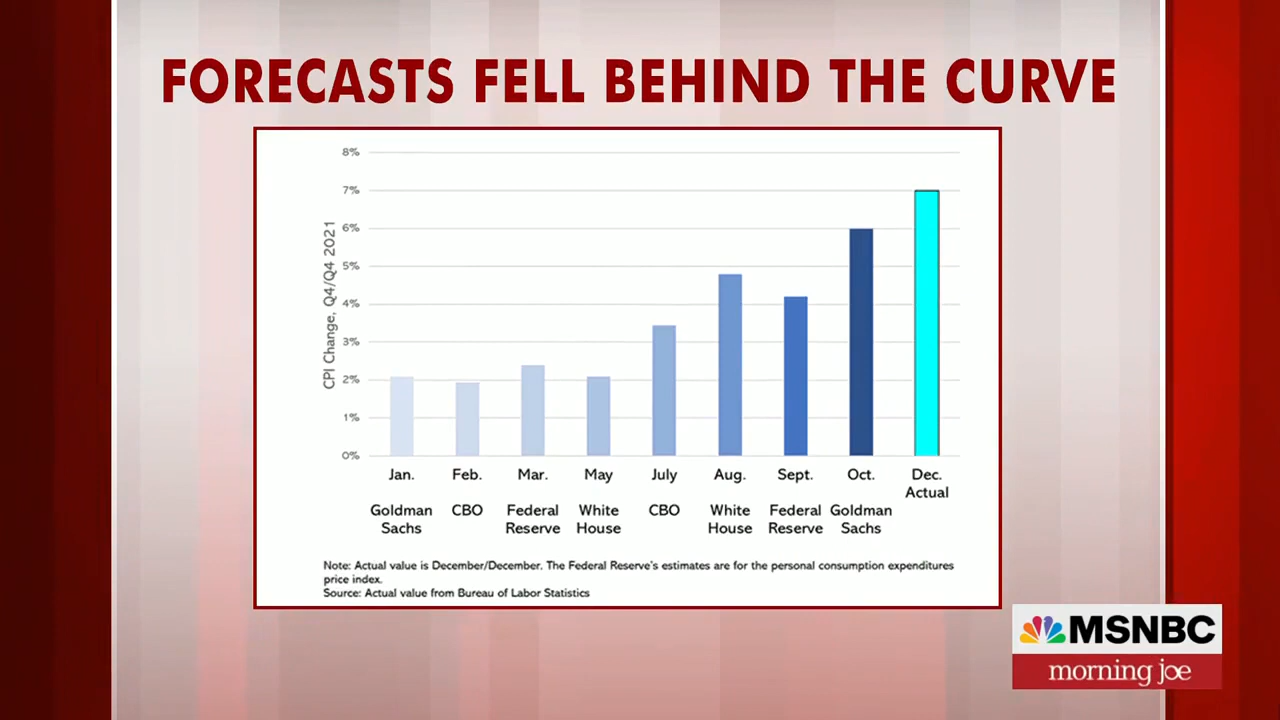 FORECASTS FELL BEHIND THE CURVE
8%
7%
6%
5%
4%
3%
2%
1%
0%
CPI Change, Q4/Q4 2021
Jan. Feb. Mar. May July Aug. Sept. Oct. Dec.
Actual
Goldman CBO Federal White CBO White Federal Goldman
Sachs Reserve House House Reserve Sachs
Note: Actual value is December/December. The Federal Reserve's estimates are for the personal consumption expenditures
price index.
Source: Actual value from Bureau of Labor Statistics
MSNBC
morning joe